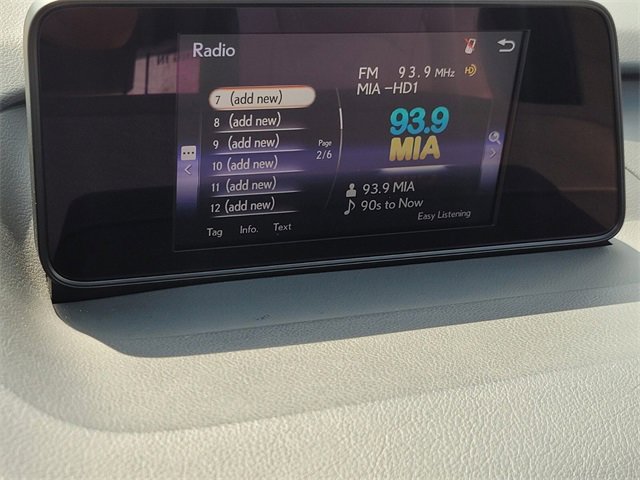 Radio
FM 93.9 MHz
MIA -HD1
7 (add new)
8 (add new)
9 (add new)
10 (add new)
11 (add new)
12 (add new)
Page
2/6
93.9
MIA
93.9 MIA
90s to Now
Easy Listening
Tag Info. Text